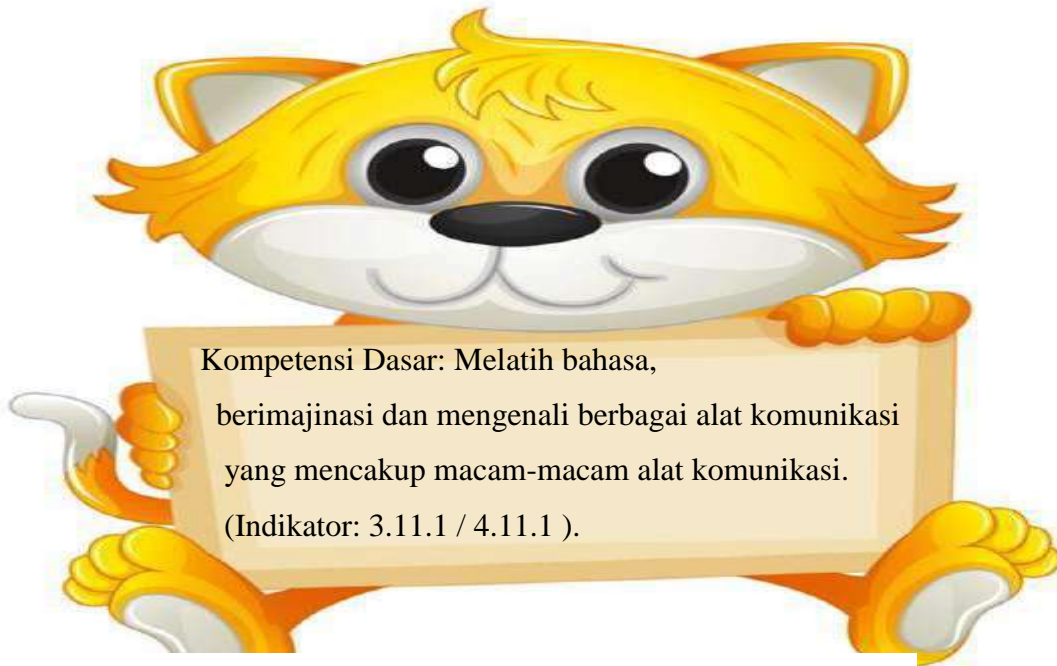 Kompetensi Dasar: Melatih bahasa,
berimajinasi dan mengenali berbagai alat komunikasi
yang mencakup macam-macam alat komunikasi.
(Indikator: 3.11.1 / 4.11.1 ).